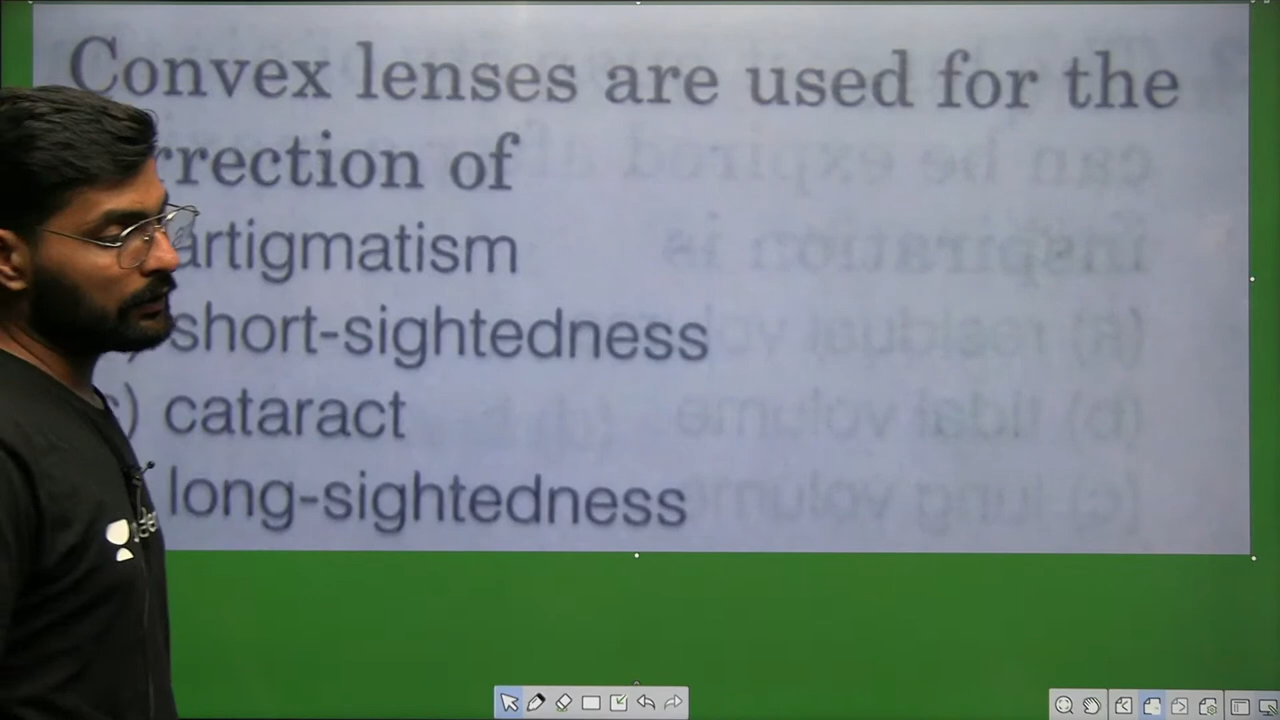 Convex lenses are used for the
rrection of
artigmatism
short-sightedness
c) cataract
long-sightedness